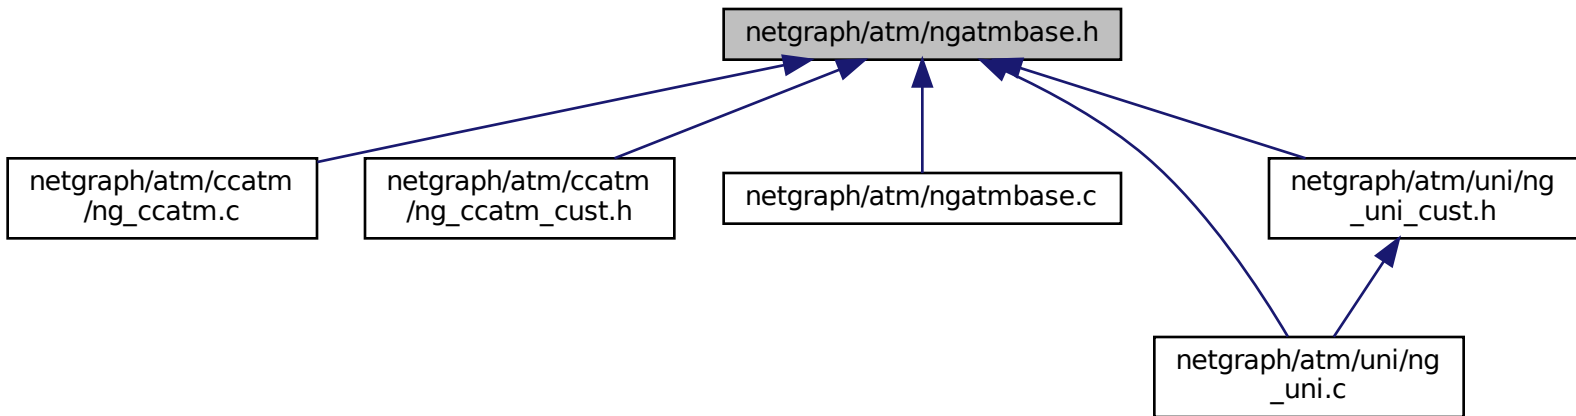 netgraph/atm/ngatmbase.h
netgraph/atm/ccatm
/ng_ccatm.c
netgraph/atm/ccatm
/ng_ccatm_cust.h
netgraph/atm/ngatmbase.c
netgraph/atm/uni/ng
_uni_cust.h
netgraph/atm/uni/ng
_uni.c